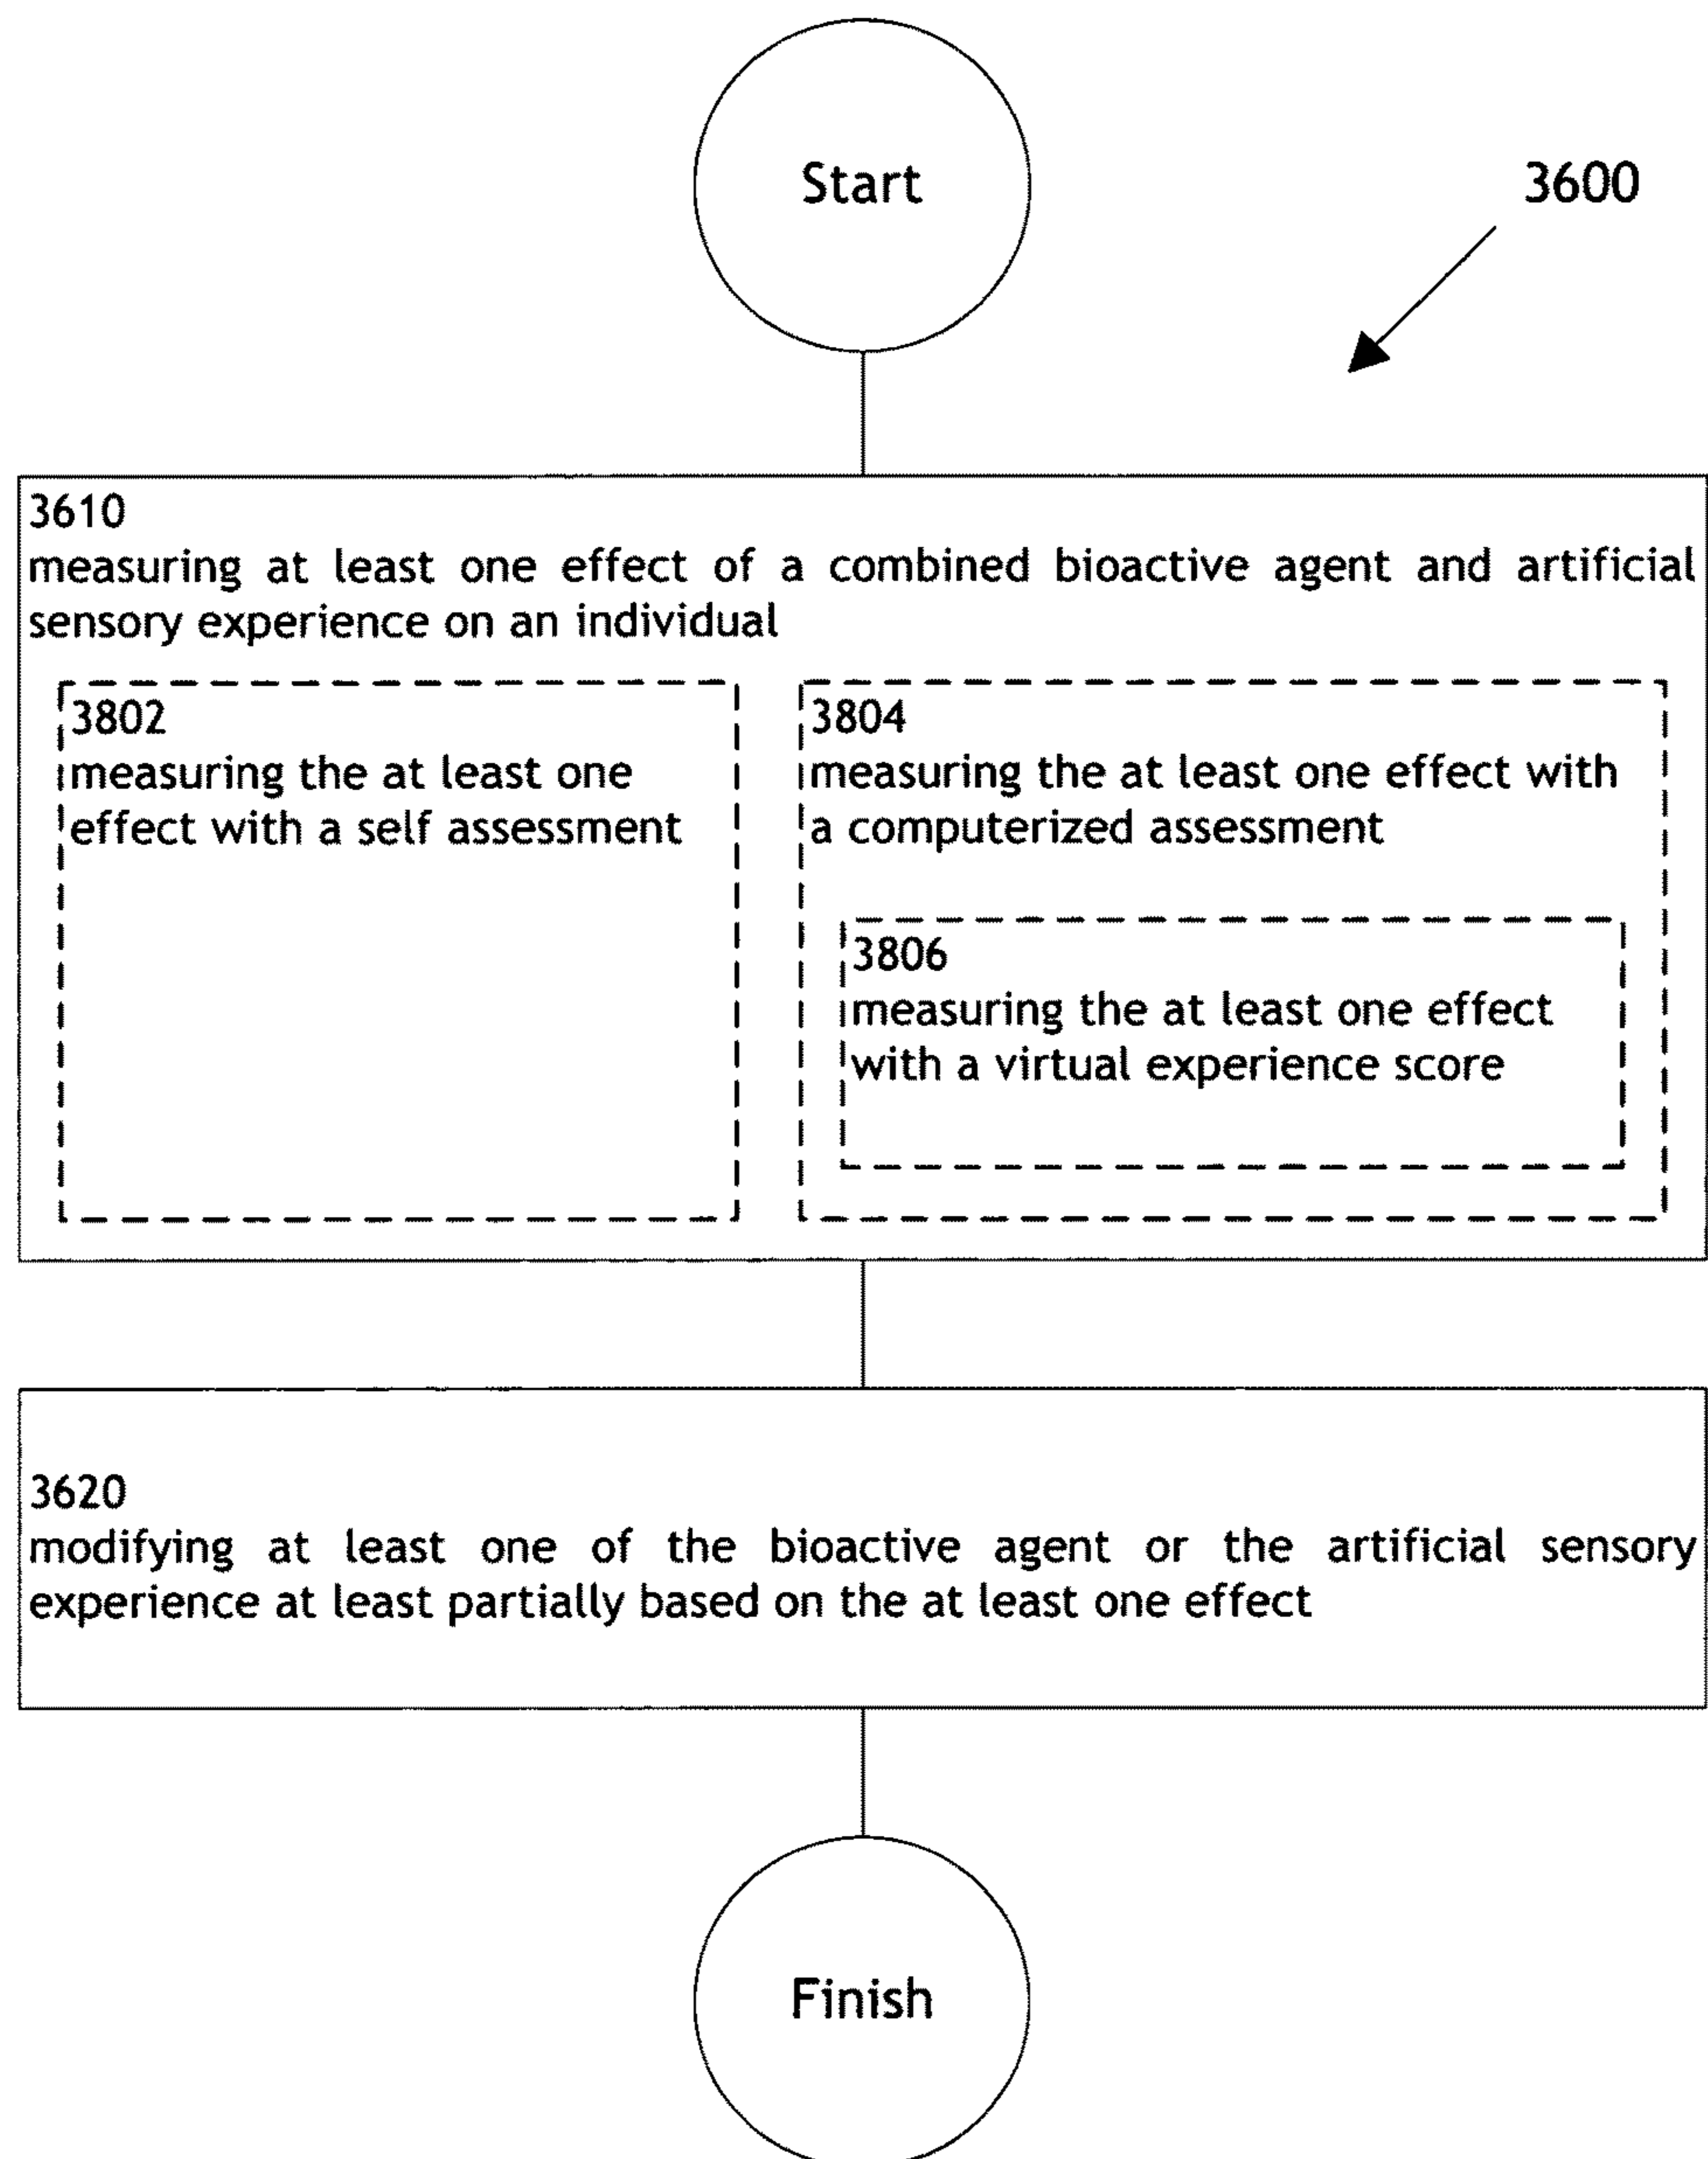 Start
3600
3610
measuring at least one effect of a combined bioactive agent and artificial
sensory experience on an individual
3802
measuring the at least one
effect with a self assessment
3804
measuring the at least one effect with
a computerized assessment
3806
measuring the at least one effect
with a virtual experience score
3620
modifying at least one of the bioactive agent or the artificial sensory
experience at least partially based on the at least one effect
Finish